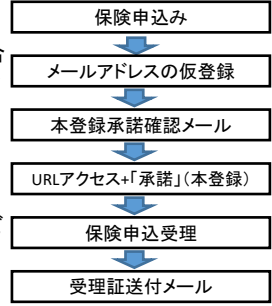 保険申込み
合
メールアドレスの仮登録
本登録承諾確認メール
URLアクセス+「承諾」(本登録)
保険申込受理
受理証送付メール